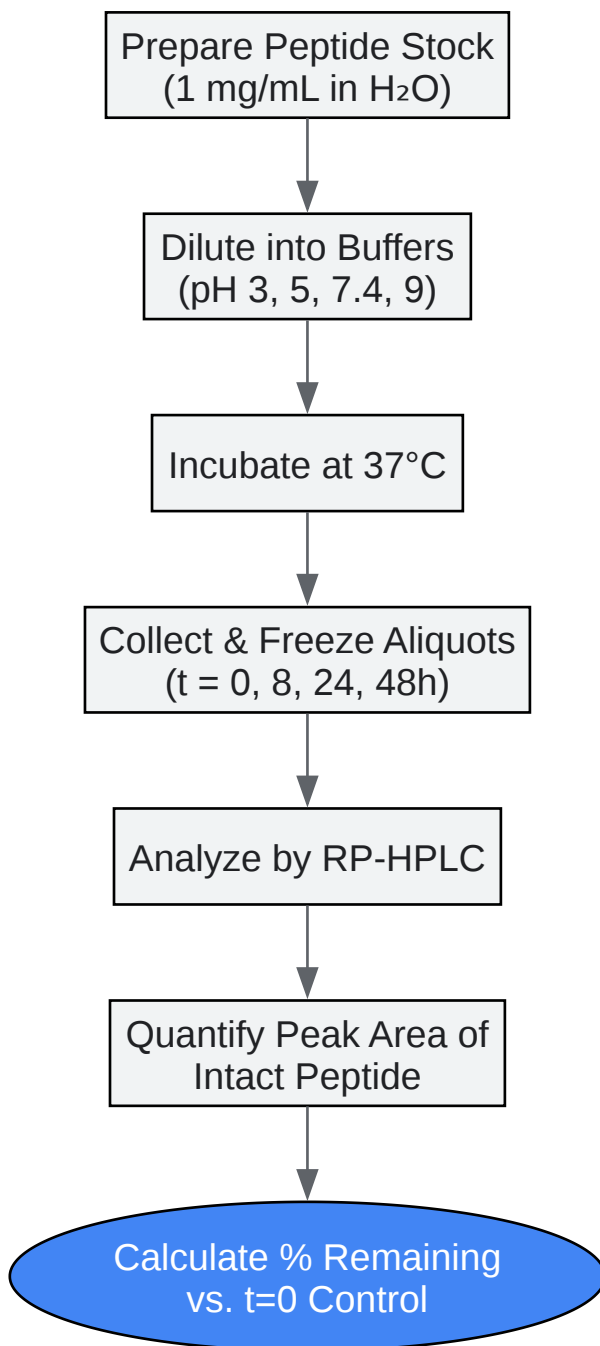 Prepare Peptide Stock
(1 mg/mL in H₂O)
Dilute into Buffers
(pH 3, 5, 7.4, 9)
Incubate at 37°C
Collect & Freeze Aliquots
(t = 0, 8, 24, 48h)
Analyze by RP-HPLC
Quantify Peak Area of
Intact Peptide
Calculate % Remaining
vs. t=0 Control